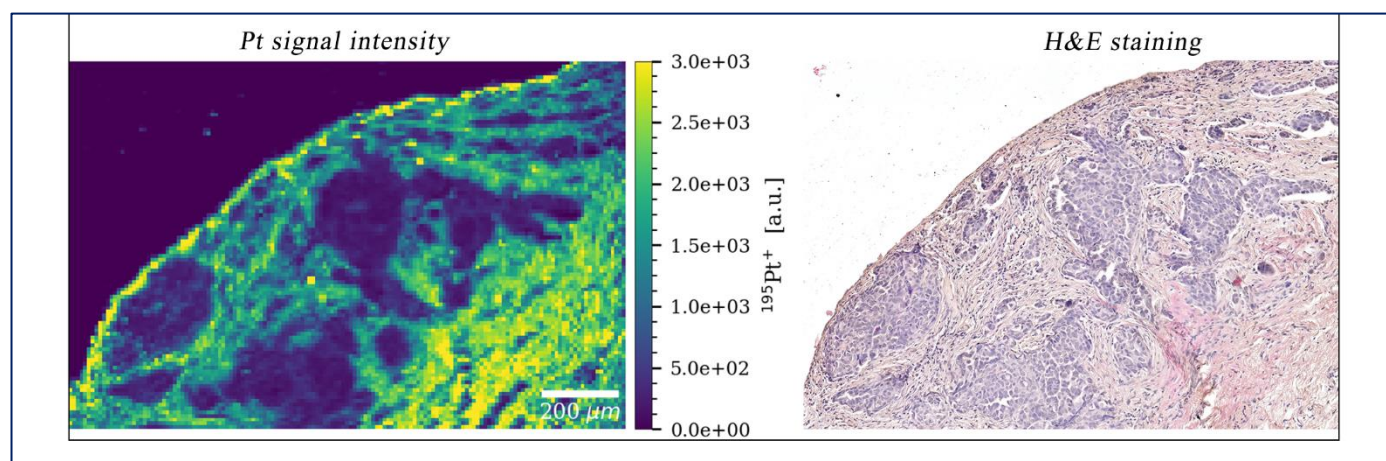 Pt signal intensity
H&E staining
3.0e+03
2.5e+03
2.0e+03
1.5e+03
1.0e+03
5.0e+02
0.0e+00
¹⁹⁵Pt⁺ [a.u.]
200 μm